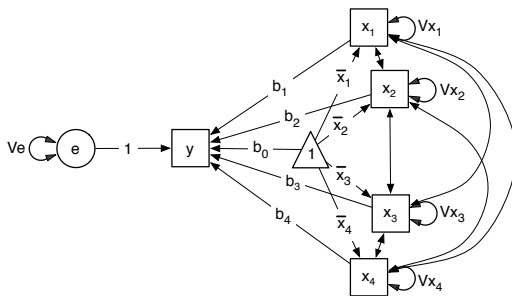 x₁
Vx₁
b₁
x̅₁
x₂
Vx₂
b₂
x̅₂
Ve
e
1
y
b₀
1
b₃
x̅₃
x₃
Vx₃
b₄
x̅₄
x₄
Vx₄